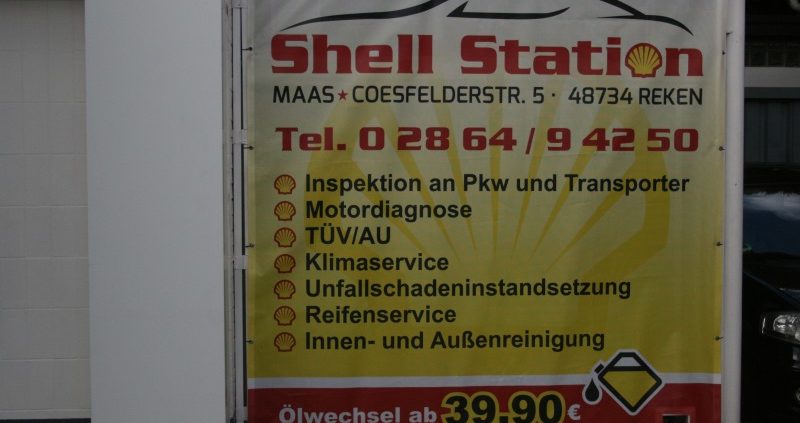 Shell Station
MAAS★COESFELDERSTR. 5 · 48734 REKEN
Tel. 0 28 64 / 9 42 50
Inspektion an Pkw und Transporter
Motordiagnose
TÜV/AU
Klimaservice
Unfallschadeninstandsetzung
Reifenservice
Innen- und Außenreinigung
Ölwechsel ab 39,90€